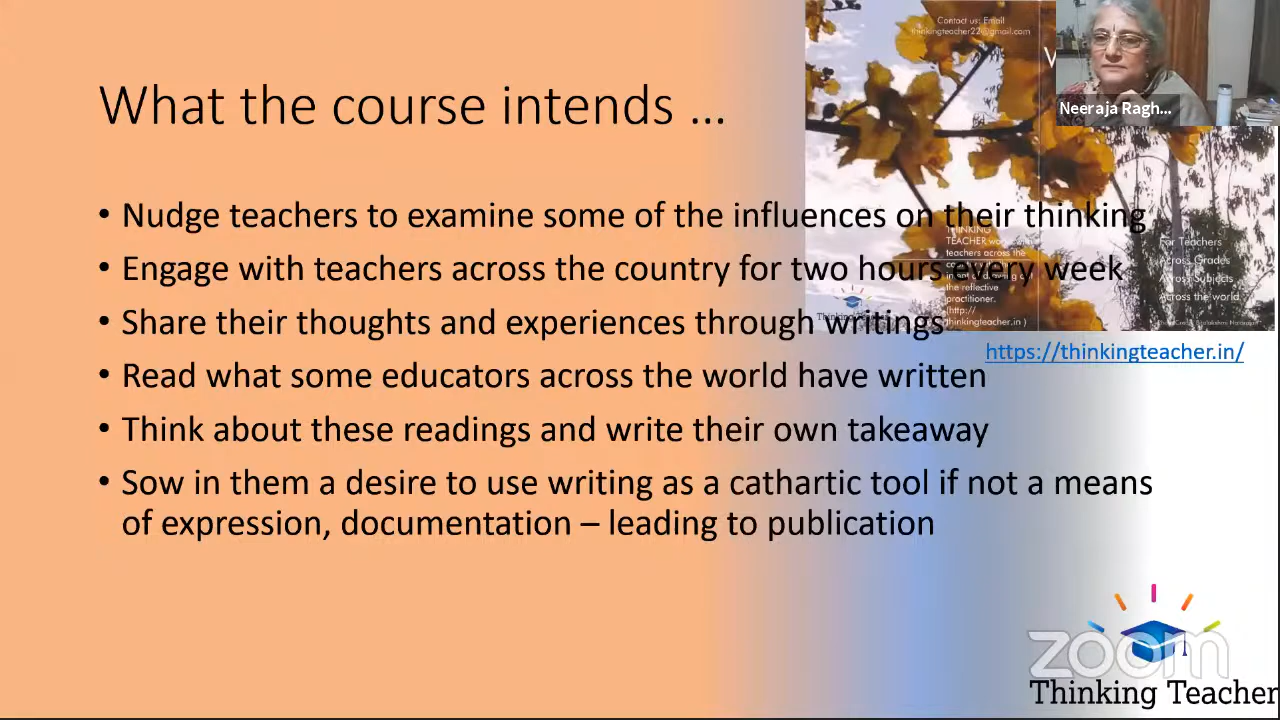 What the course intends ...
Contact us: Email
thinkingteacher22@gmail.com
Neeraja Ragh...
• Nudge teachers to examine some of the influences on their thinking
• Engage with teachers across the country for two hours every week
• Share their thoughts and experiences through writings
• Read what some educators across the world have written
• Think about these readings and write their own takeaway
• Sow in them a desire to use writing as a cathartic tool if not a means
of expression, documentation – leading to publication
THINKING
TEACHER
teachers across the
the reflective
practitioner.
(http://
thinkingteacher.in )
For Teachers
Across Grades
Across Subjects
Across the world
https://thinkingteacher.in/
zoom
Thinking Teacher